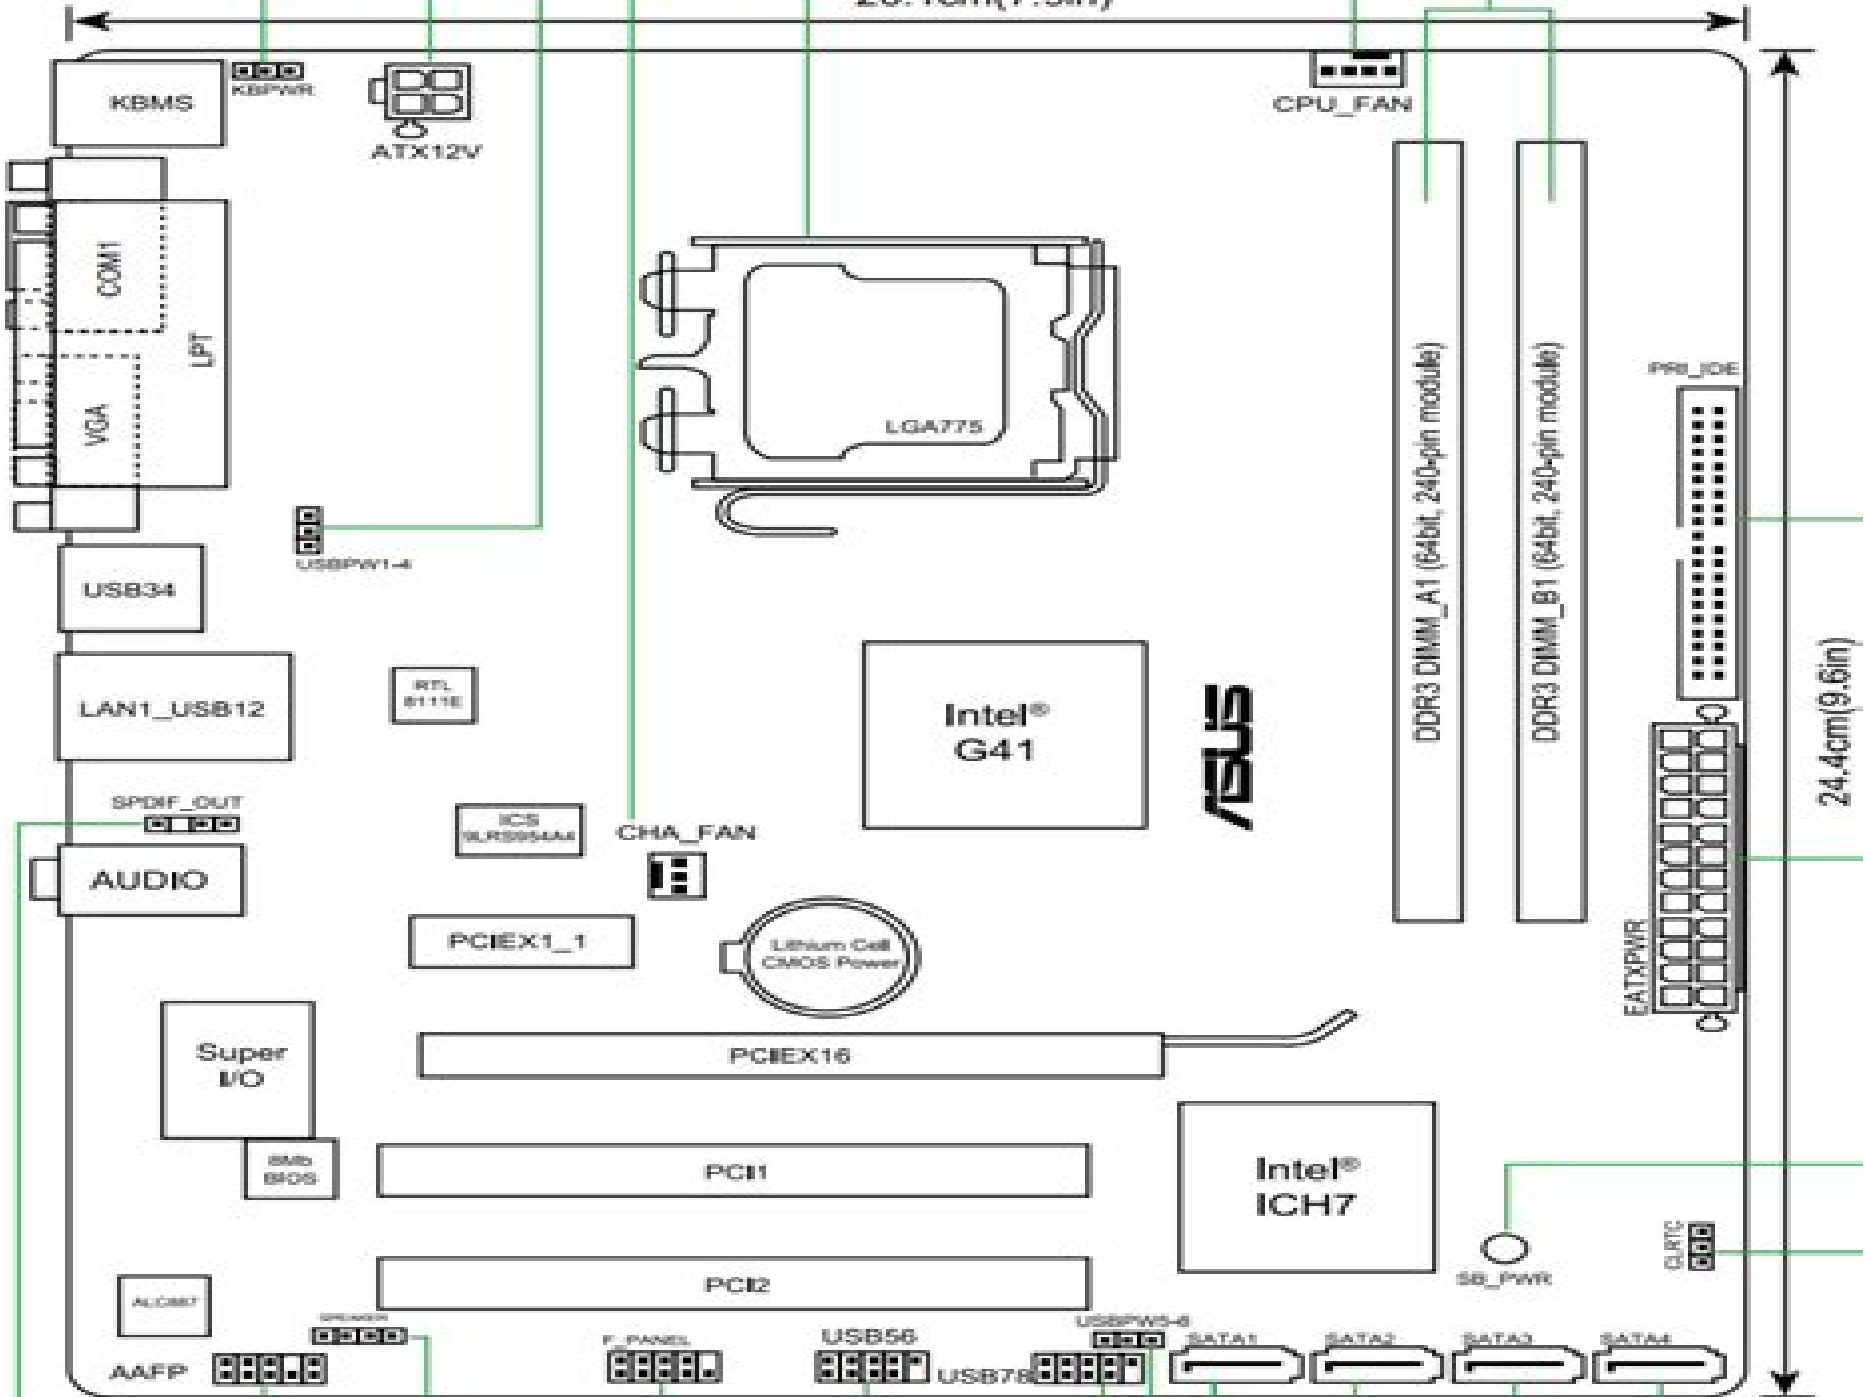 KBMS
KBPWR
ATX12V
CPU_FAN
COM1
LPT
VGA
LGA775
DDR3 DIMM_A1 (64bit, 240-pin module)
DDR3 DIMM_B1 (64bit, 240-pin module)
PRI_IDE
USBPW1-4
USB34
LAN1_USB12
RTL
8111E
Intel®
G41
ASUS
24.4cm(9.6in)
SPDIF_OUT
ICS
9LRS954A4
CHA_FAN
AUDIO
PCIEX1_1
Lithium Cell
CMOS Power
EATXPWR
Super
I/O
PCIEX16
8Mb
BIOS
PCI1
Intel®
ICH7
CLRTC
SB_PWR
PCI2
ALC887
SPEAKER
F_PANEL
USB56
USBPW5-8
SATA1
SATA2
SATA3
SATA4
AAFP
USB78